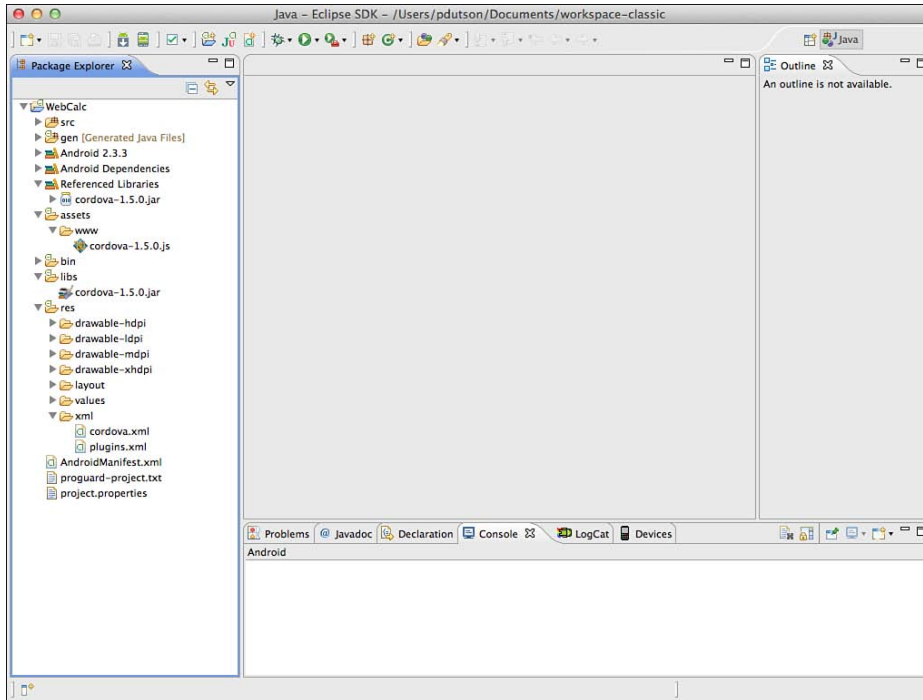 Java – Eclipse SDK – /Users/pdutson/Documents/workspace-classic
Java
Package Explorer
WebCalc
src
gen [Generated Java Files]
Android 2.3.3
Android Dependencies
Referenced Libraries
cordova-1.5.0.jar
assets
www
cordova-1.5.0.js
bin
libs
cordova-1.5.0.jar
res
drawable-hdpi
drawable-ldpi
drawable-mdpi
drawable-xhdpi
layout
values
xml
cordova.xml
plugins.xml
AndroidManifest.xml
proguard-project.txt
project.properties
Outline
An outline is not available.
Problems @ Javadoc Declaration Console LogCat Devices
Android